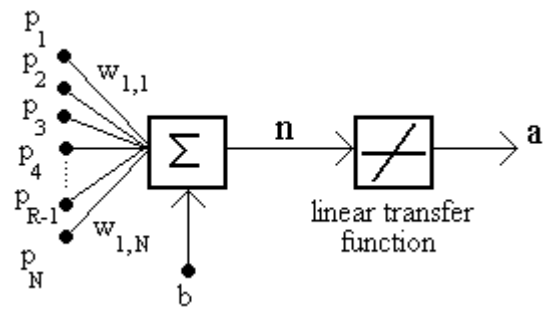 p1
p2
w1,1
p3
p4
Σ
n
a
pR-1
linear transfer
function
w1,N
pN
b